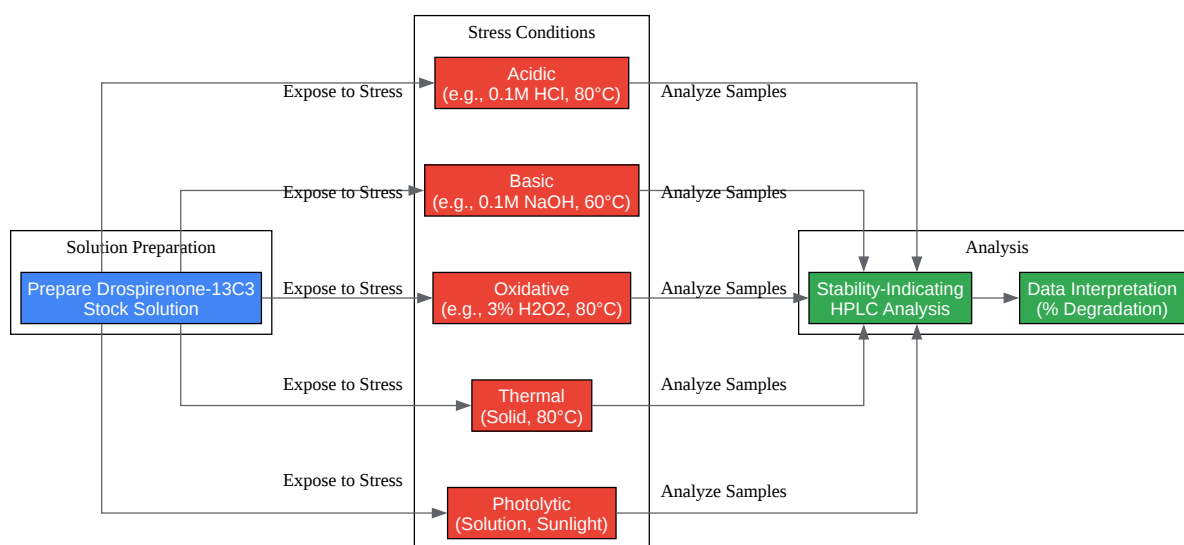 Stress Conditions
Acidic
(e.g., 0.1M HCl, 80°C)
Expose to Stress
Analyze Samples
Basic
(e.g., 0.1M NaOH, 60°C)
Expose to Stress
Analyze Samples
Solution Preparation
Prepare Drospirenone-13C3
Stock Solution
Expose to Stress
Oxidative
(e.g., 3% H2O2, 80°C)
Analyze Samples
Analysis
Stability-Indicating
HPLC Analysis
Data Interpretation
(% Degradation)
Expose to Stress
Thermal
(Solid, 80°C)
Analyze Samples
Expose to Stress
Photolytic
(Solution, Sunlight)
Analyze Samples